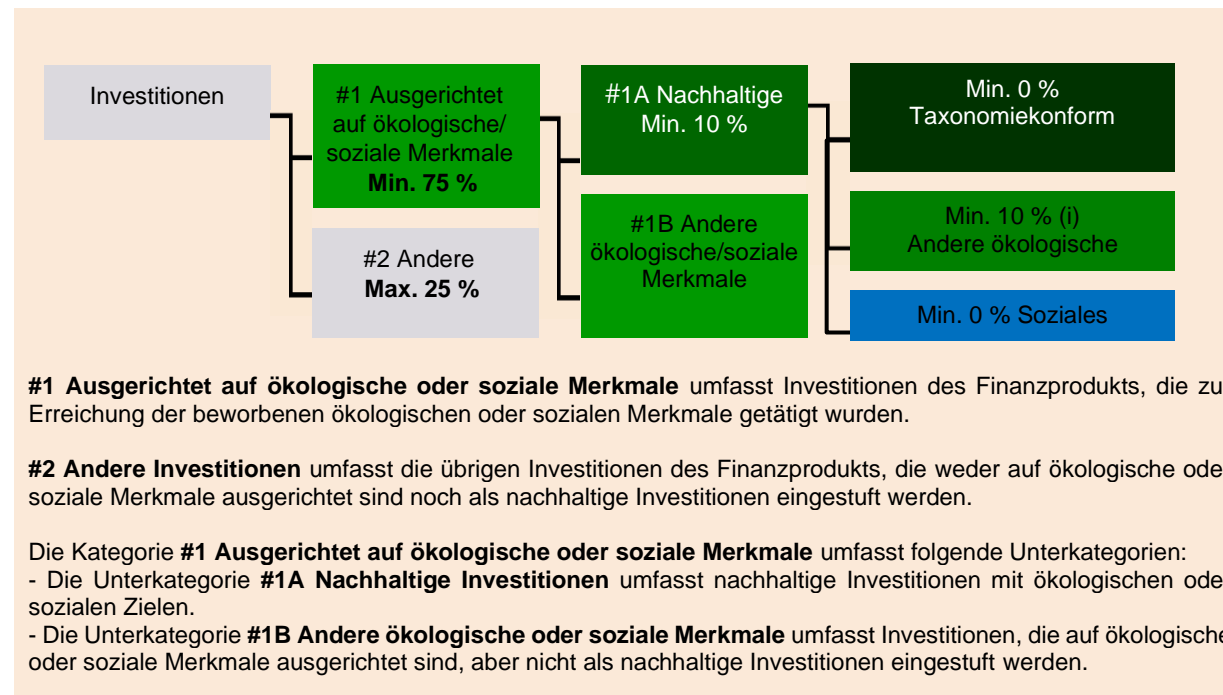 Investitionen
#1 Ausgerichtet
auf ökologische/
soziale Merkmale
Min. 75 %
#2 Andere
Max. 25 %
#1A Nachhaltige
Min. 10 %
#1B Andere
ökologische/soziale
Merkmale
Min. 0 %
Taxonomiekonform
Min. 10 % (i)
Andere ökologische
Min. 0 % Soziales
#1 Ausgerichtet auf ökologische oder soziale Merkmale umfasst Investitionen des Finanzprodukts, die zu
Erreichung der beworbenen ökologischen oder sozialen Merkmale getätigt wurden.
#2 Andere Investitionen umfasst die übrigen Investitionen des Finanzprodukts, die weder auf ökologische ode
soziale Merkmale ausgerichtet sind noch als nachhaltige Investitionen eingestuft werden.
Die Kategorie #1 Ausgerichtet auf ökologische oder soziale Merkmale umfasst folgende Unterkategorien:
- Die Unterkategorie #1A Nachhaltige Investitionen umfasst nachhaltige Investitionen mit ökologischen ode
sozialen Zielen.
- Die Unterkategorie #1B Andere ökologische oder soziale Merkmale umfasst Investitionen, die auf ökologische
oder soziale Merkmale ausgerichtet sind, aber nicht als nachhaltige Investitionen eingestuft werden.